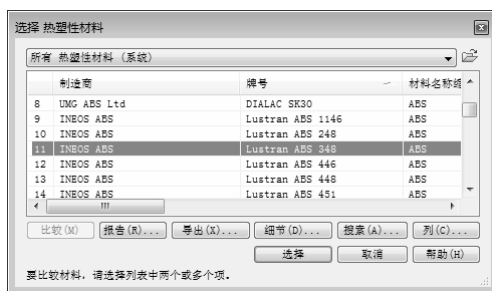 选择 热塑性材料
所有 热塑性材料 (系统)
制造商 牌号 材料名称缩
8 UMG ABS Ltd DIALAC SK30 ABS
9 INEOS ABS Lustran ABS 1146 ABS
10 INEOS ABS Lustran ABS 248 ABS
11 INEOS ABS Lustran ABS 348 ABS
12 INEOS ABS Lustran ABS 446 ABS
13 INEOS ABS Lustran ABS 448 ABS
14 INEOS ABS Lustran ABS 451 ABS
比较(M) 报告(R)... 导出(X)... 细节(D)... 搜索(A)... 列(C)...
选择 取消 帮助(H)
要比较材料，请选择列表中两个或多个项。